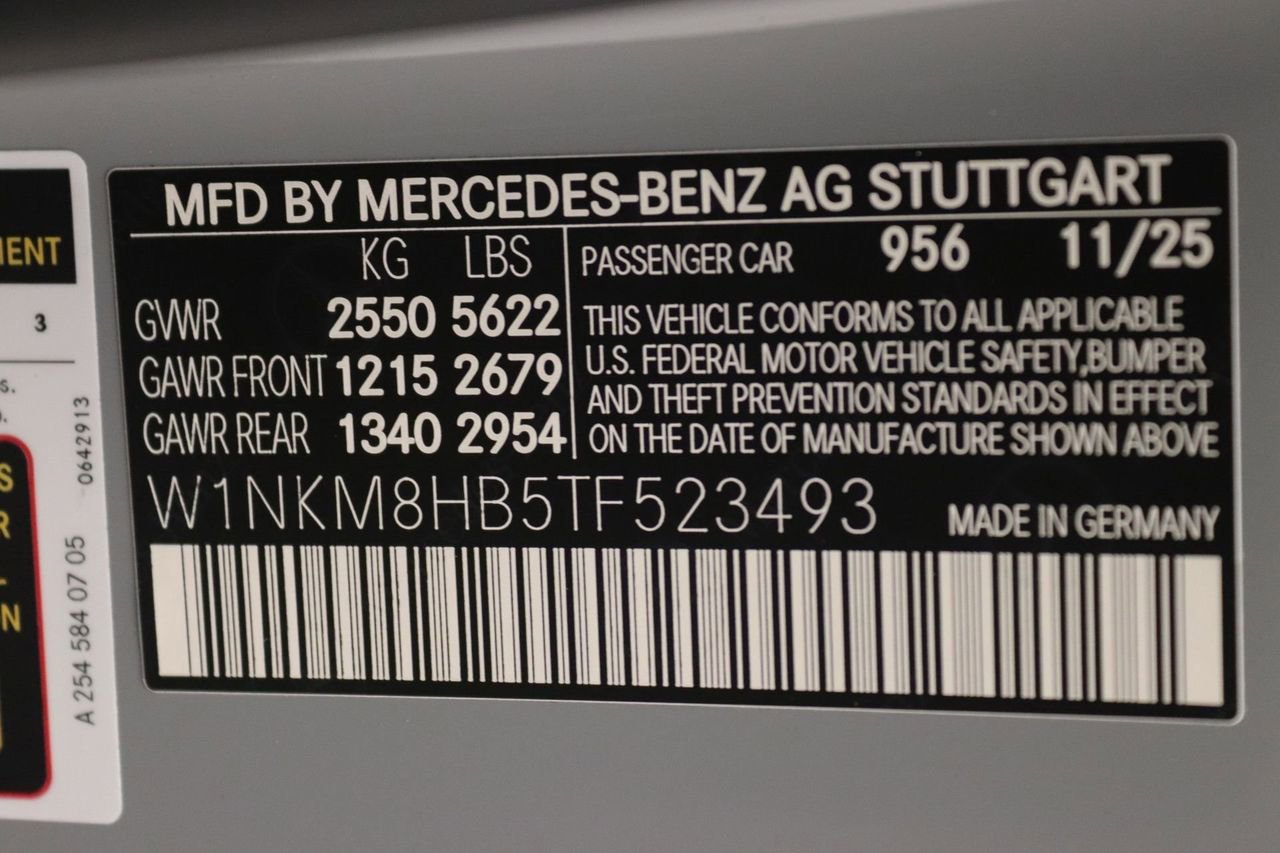 MFD BY MERCEDES-BENZ AG STUTTGART
KG LBS
GVWR 2550 5622
GAWR FRONT 1215 2679
GAWR REAR 1340 2954
PASSENGER CAR 956 11/25
THIS VEHICLE CONFORMS TO ALL APPLICABLE
U.S. FEDERAL MOTOR VEHICLE SAFETY,BUMPER
AND THEFT PREVENTION STANDARDS IN EFFECT
ON THE DATE OF MANUFACTURE SHOWN ABOVE
W1NKM8HB5TF523493
MADE IN GERMANY
3
0642913
A 254 584 07 05